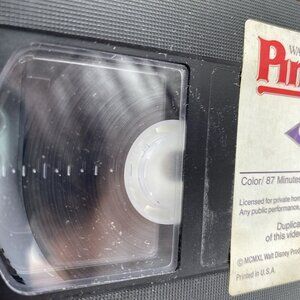 WA
Pin
Color/ 87 Minutes
Licensed for private hom
Any public performance,
Duplica
of this vide
© MCMXL Walt Disney Prod
Printed in U.S.A.